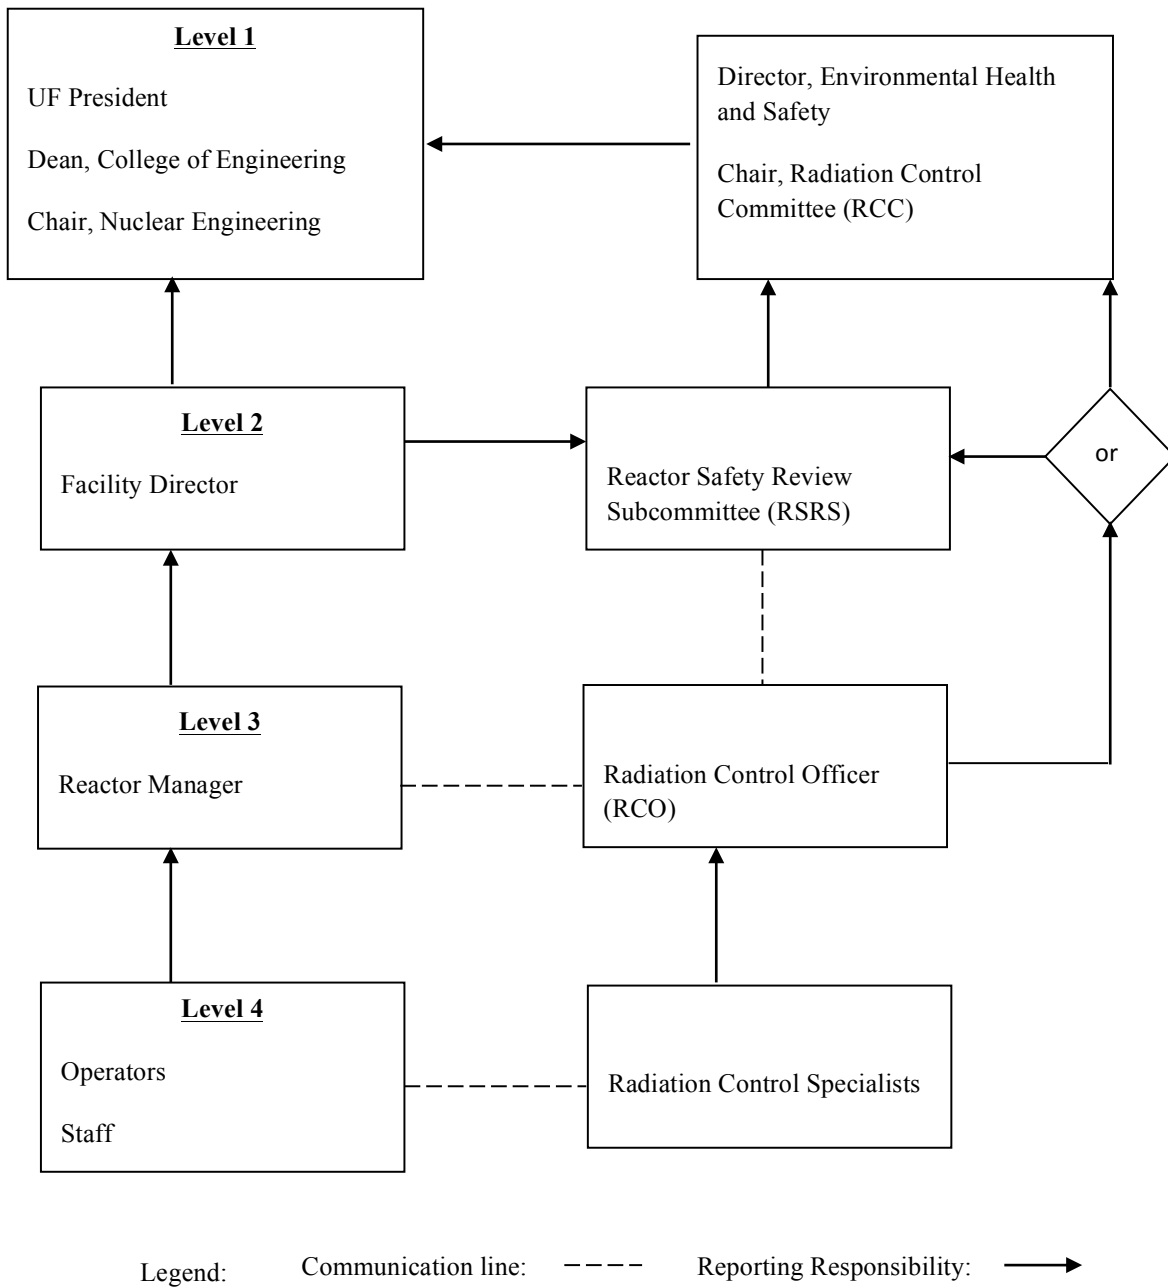 Level 1
UF President
Dean, College of Engineering
Chair, Nuclear Engineering
Director, Environmental Health
and Safety
Chair, Radiation Control
Committee (RCC)
Level 2
Facility Director
Reactor Safety Review
Subcommittee (RSRS)
or
Level 3
Reactor Manager
Radiation Control Officer
(RCO)
Level 4
Operators
Staff
Radiation Control Specialists
Legend: Communication line: Reporting Responsibility: